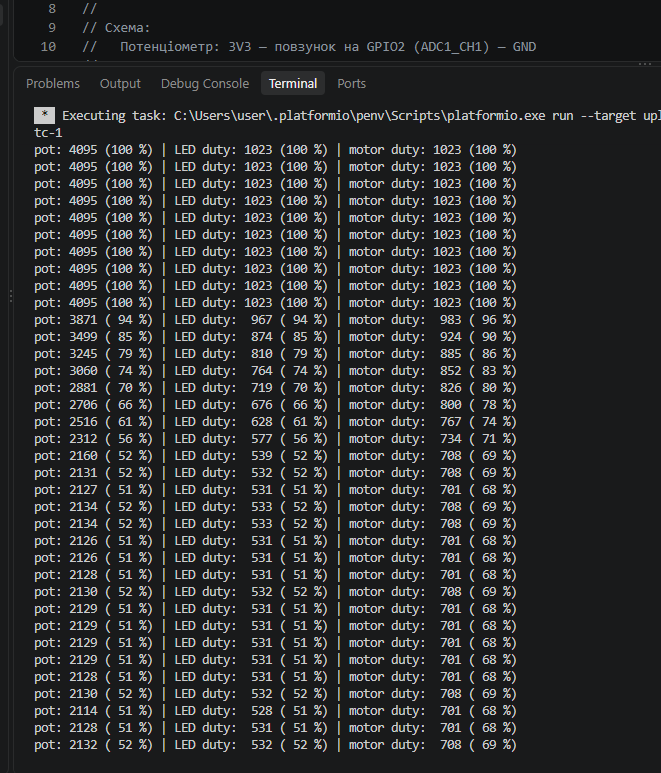 8 //
9 // Схема:
10 // Потенціометр: 3V3 — повзунок на GPIO2 (ADC1_CH1) — GND
Problems Output Debug Console Terminal Ports
* Executing task: C:\Users\user\.platformio\penv\Scripts\platformio.exe run --target upl
tc-1
pot: 4095 (100 %) | LED duty: 1023 (100 %) | motor duty: 1023 (100 %)
pot: 4095 (100 %) | LED duty: 1023 (100 %) | motor duty: 1023 (100 %)
pot: 4095 (100 %) | LED duty: 1023 (100 %) | motor duty: 1023 (100 %)
pot: 4095 (100 %) | LED duty: 1023 (100 %) | motor duty: 1023 (100 %)
pot: 4095 (100 %) | LED duty: 1023 (100 %) | motor duty: 1023 (100 %)
pot: 4095 (100 %) | LED duty: 1023 (100 %) | motor duty: 1023 (100 %)
pot: 4095 (100 %) | LED duty: 1023 (100 %) | motor duty: 1023 (100 %)
pot: 4095 (100 %) | LED duty: 1023 (100 %) | motor duty: 1023 (100 %)
pot: 4095 (100 %) | LED duty: 1023 (100 %) | motor duty: 1023 (100 %)
pot: 4095 (100 %) | LED duty: 1023 (100 %) | motor duty: 1023 (100 %)
pot: 3871 ( 94 %) | LED duty:  967 ( 94 %) | motor duty:  983 ( 96 %)
pot: 3499 ( 85 %) | LED duty:  874 ( 85 %) | motor duty:  924 ( 90 %)
pot: 3245 ( 79 %) | LED duty:  810 ( 79 %) | motor duty:  885 ( 86 %)
pot: 3060 ( 74 %) | LED duty:  764 ( 74 %) | motor duty:  852 ( 83 %)
pot: 2881 ( 70 %) | LED duty:  719 ( 70 %) | motor duty:  826 ( 80 %)
pot: 2706 ( 66 %) | LED duty:  676 ( 66 %) | motor duty:  800 ( 78 %)
pot: 2516 ( 61 %) | LED duty:  628 ( 61 %) | motor duty:  767 ( 74 %)
pot: 2312 ( 56 %) | LED duty:  577 ( 56 %) | motor duty:  734 ( 71 %)
pot: 2160 ( 52 %) | LED duty:  539 ( 52 %) | motor duty:  708 ( 69 %)
pot: 2131 ( 52 %) | LED duty:  532 ( 52 %) | motor duty:  708 ( 69 %)
pot: 2127 ( 51 %) | LED duty:  531 ( 51 %) | motor duty:  701 ( 68 %)
pot: 2134 ( 52 %) | LED duty:  533 ( 52 %) | motor duty:  708 ( 69 %)
pot: 2134 ( 52 %) | LED duty:  533 ( 52 %) | motor duty:  708 ( 69 %)
pot: 2126 ( 51 %) | LED duty:  531 ( 51 %) | motor duty:  701 ( 68 %)
pot: 2126 ( 51 %) | LED duty:  531 ( 51 %) | motor duty:  701 ( 68 %)
pot: 2128 ( 51 %) | LED duty:  531 ( 51 %) | motor duty:  701 ( 68 %)
pot: 2130 ( 52 %) | LED duty:  532 ( 52 %) | motor duty:  708 ( 69 %)
pot: 2129 ( 51 %) | LED duty:  531 ( 51 %) | motor duty:  701 ( 68 %)
pot: 2129 ( 51 %) | LED duty:  531 ( 51 %) | motor duty:  701 ( 68 %)
pot: 2129 ( 51 %) | LED duty:  531 ( 51 %) | motor duty:  701 ( 68 %)
pot: 2129 ( 51 %) | LED duty:  531 ( 51 %) | motor duty:  701 ( 68 %)
pot: 2128 ( 51 %) | LED duty:  531 ( 51 %) | motor duty:  701 ( 68 %)
pot: 2130 ( 52 %) | LED duty:  532 ( 52 %) | motor duty:  708 ( 69 %)
pot: 2114 ( 51 %) | LED duty:  528 ( 51 %) | motor duty:  701 ( 68 %)
pot: 2128 ( 51 %) | LED duty:  531 ( 51 %) | motor duty:  701 ( 68 %)
pot: 2132 ( 52 %) | LED duty:  532 ( 52 %) | motor duty:  708 ( 69 %)